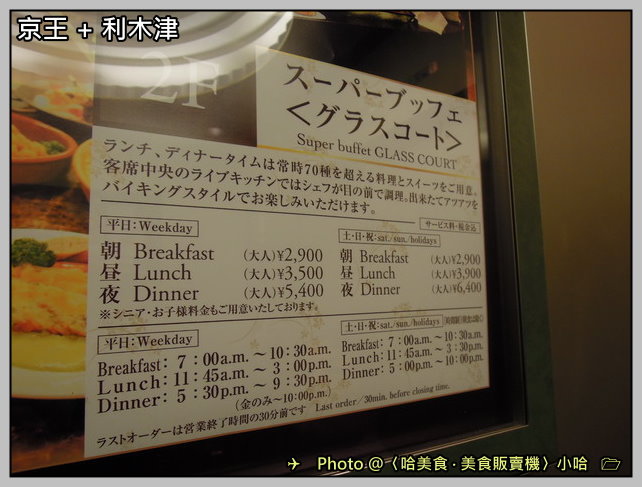 京王 + 利木津
2F
スーパーブッフェ
<グラスコート>
Super buffet GLASS COURT
ランチ、ディナータイムは常時70種を超える料理とスイーツをご用意。
客席中央のライブキッチンではシェフが目の前で調理。出来たてアツアツを
バイキングスタイルでお楽しみいただけます。
サービス料・税金込
平日:Weekday
朝 Breakfast (大人)¥2,900
昼 Lunch (大人)¥3,500
夜 Dinner (大人)¥5,400
土・日・祝:sat./sun./holidays
朝 Breakfast (大人)¥2,900
昼 Lunch (大人)¥3,900
夜 Dinner (大人)¥6,400
※シニア・お子様料金もご用意いたしております。
平日:Weekday
Breakfast: 7:00a.m.~10:30a.m.
Lunch: 11:45a.m.~3:00p.m.
Dinner: 5:30p.m.~9:30p.m.
(金のみ~10:00p.m.)
土・日・祝:sat./sun./holidays
Breakfast: 7:00a.m.~10:30a.m.
Lunch: 11:45a.m.~3:30p.m.
Dinner: 5:00p.m.~10:00p.m.
ラストオーダーは営業終了時間の30分前です Last order/30min. before closing time.
Photo @〈哈美食·美食販賣機〉小哈